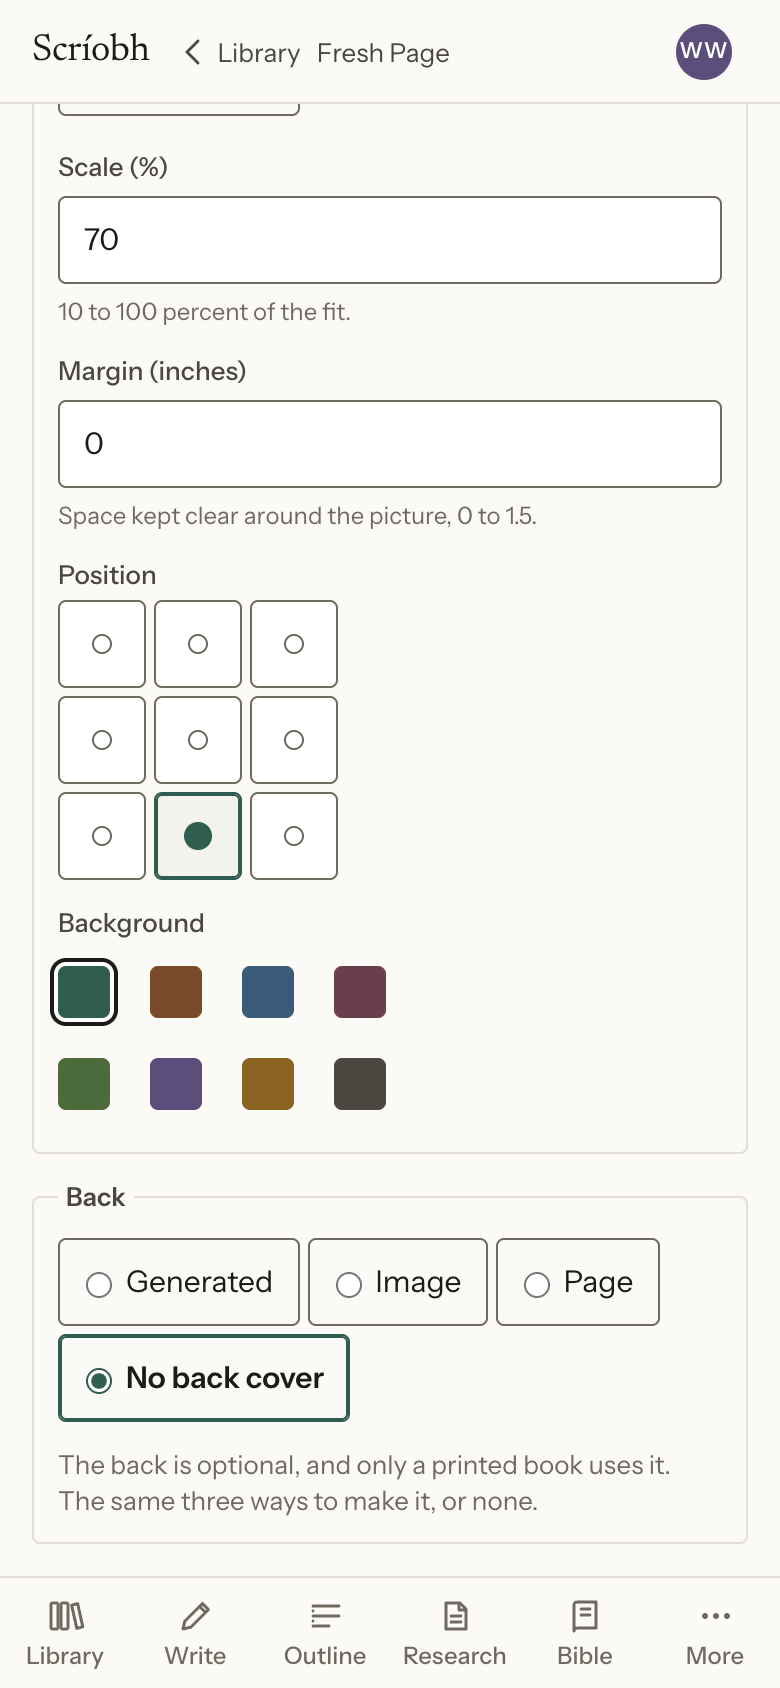 Scríobh Library Fresh Page WW
Scale (%)
70
10 to 100 percent of the fit.
Margin (inches)
0
Space kept clear around the picture, 0 to 1.5.
Position
Background
Back
Generated Image Page
No back cover
The back is optional, and only a printed book uses it.
The same three ways to make it, or none.
Library Write Outline Research Bible More